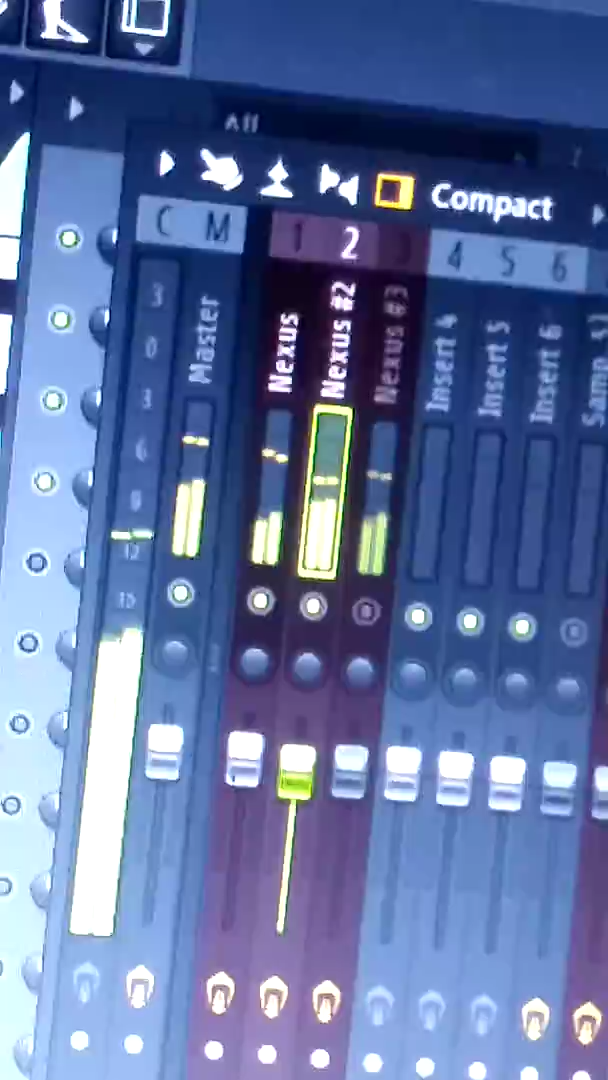 All
Compact
C M 1 2 3 4 5 6
Master
Nexus
Nexus #2
Nexus #3
Insert 4
Insert 5
Insert 6
3
0
3
6
9
12
15